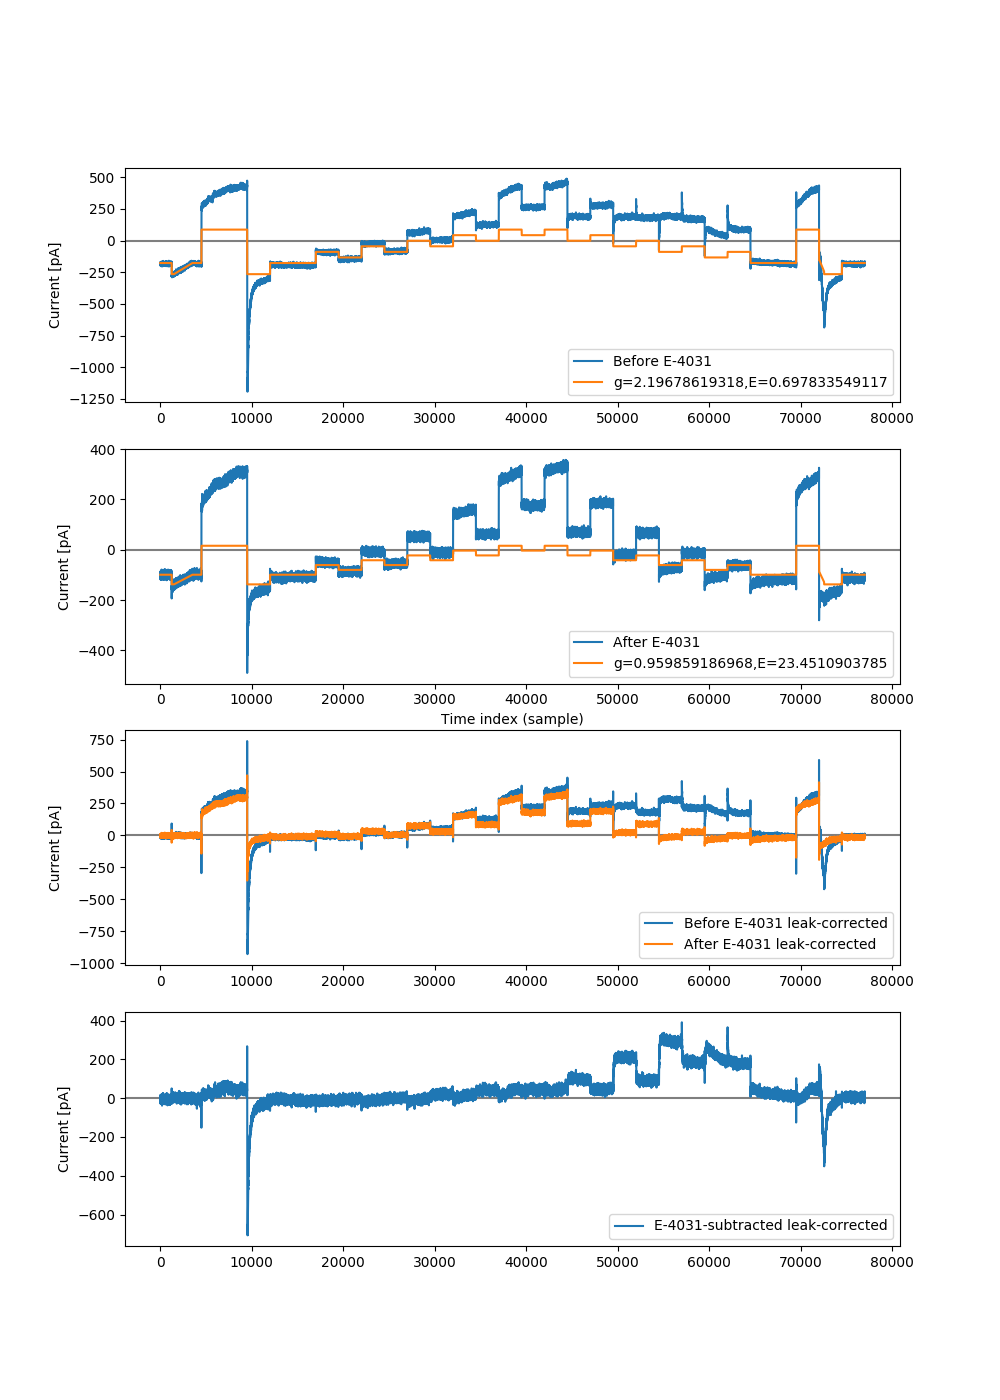 500
250
0
−250
−500
−750
−1000
−1250
Current [pA]
Before E-4031
g=2.19678619318,E=0.697833549117
0 10000 20000 30000 40000 50000 60000 70000 80000
400
200
0
−200
−400
Current [pA]
After E-4031
g=0.959859186968,E=23.4510903785
0 10000 20000 30000 40000 50000 60000 70000 80000
Time index (sample)
750
500
250
0
−250
−500
−750
−1000
Current [pA]
Before E-4031 leak-corrected
After E-4031 leak-corrected
0 10000 20000 30000 40000 50000 60000 70000 80000
400
200
0
−200
−400
−600
Current [pA]
E-4031-subtracted leak-corrected
0 10000 20000 30000 40000 50000 60000 70000 80000